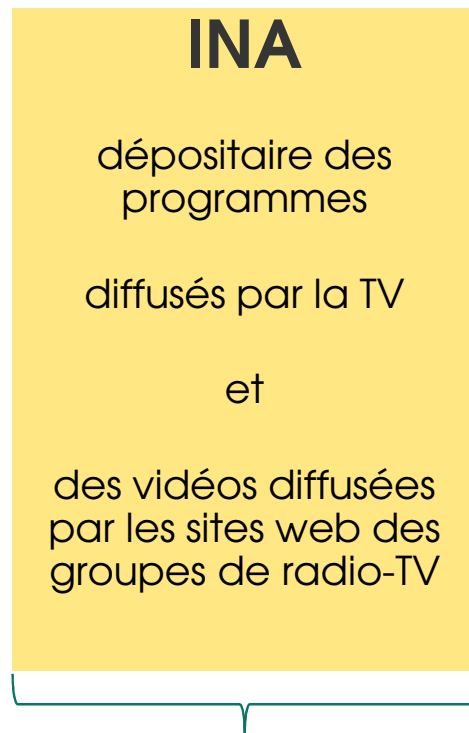 INA
dépositaire des
programmes
diffusés par la TV
et
des vidéos diffusées
par les sites web des
groupes de radio-TV